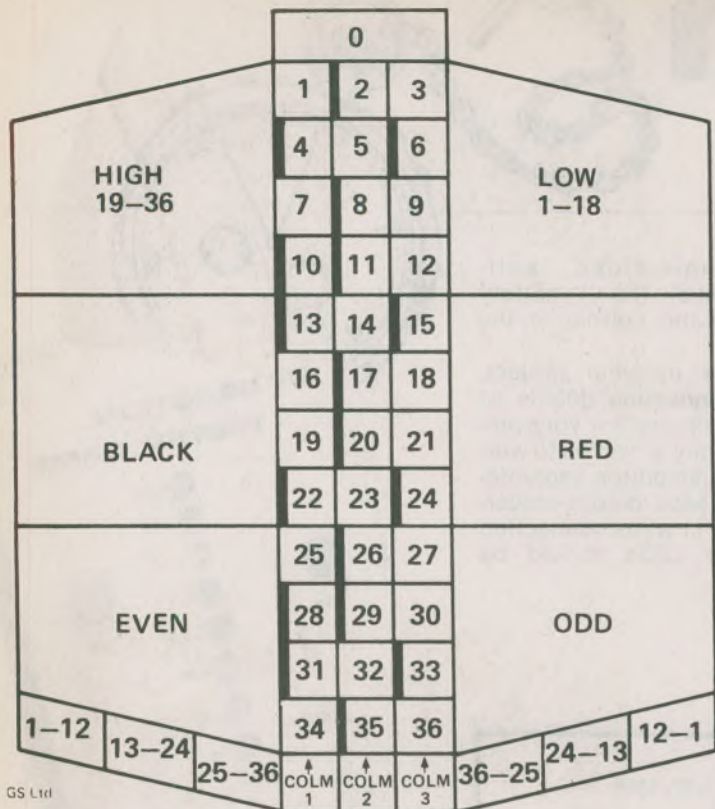 0
1 2 3
4 5 6
HIGH
19–36
LOW
1–18
7 8 9
10 11 12
13 14 15
16 17 18
BLACK
19 20 21
RED
22 23 24
25 26 27
EVEN
28 29 30
ODD
31 32 33
34 35 36
1–12
13–24
25–36
COLM
1
COLM
2
COLM
3
36–25
24–13
12–1
GS Ltd